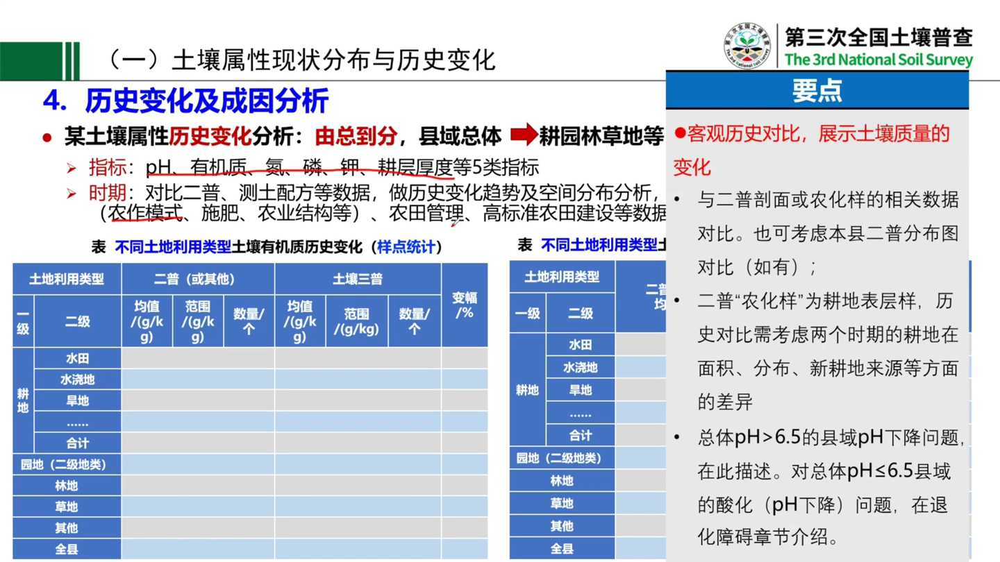 第三次全国土壤普查
The 3rd National Soil Survey
（一）土壤属性现状分布与历史变化
4. 历史变化及成因分析
● 某土壤属性历史变化分析：由总到分，县域总体 耕园林草地等
➢ 指标：pH、有机质、氮、磷、钾、耕层厚度等5类指标
➢ 时期：对比二普、测土配方等数据，做历史变化趋势及空间分布分析，
（农作模式、施肥、农业结构等）、农田管理、高标准农田建设等数据
表 不同土地利用类型土壤有机质历史变化（样点统计）
土地利用类型 二普（或其他） 土壤三普 变幅/%
一级 二级 均值/(g/kg) 范围/(g/kg) 数量/个 均值/(g/kg) 范围/(g/kg) 数量/个
耕地
水田
水浇地
旱地
……
合计
园地（二级地类）
林地
草地
其他
全县
表 不同土地利用类型
土地利用类型 二普
一级 二级
耕地
水田
水浇地
旱地
……
合计
园地（二级地类）
林地
草地
其他
全县
要点
●客观历史对比，展示土壤质量的
变化
• 与二普剖面或农化样的相关数据
对比。也可考虑本县二普分布图
对比（如有）；
• 二普“农化样”为耕地表层样，历
史对比需考虑两个时期的耕地在
面积、分布、新耕地来源等方面
的差异
• 总体pH>6.5的县域pH下降问题，
在此描述。对总体pH≤6.5县域
的酸化（pH下降）问题，在退
化障碍章节介绍。